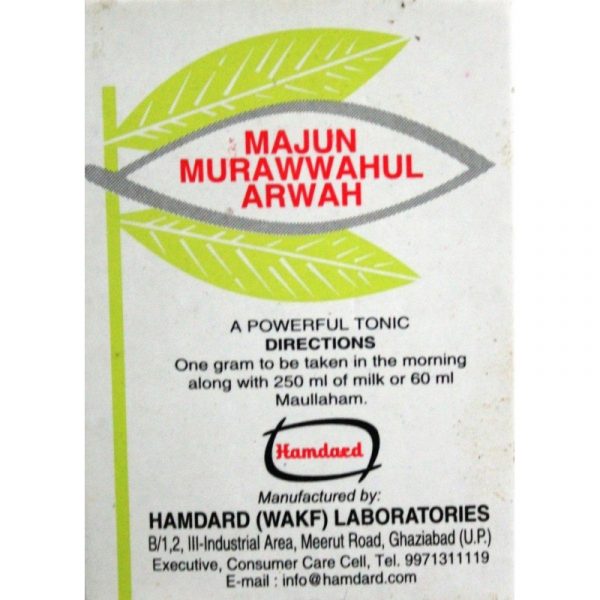 MAJUN
MURAWWAHUL
ARWAH
A POWERFUL TONIC
DIRECTIONS
One gram to be taken in the morning
along with 250 ml of milk or 60 ml
Maullaham.
Hamdard
Manufactured by:
HAMDARD (WAKF) LABORATORIES
B/1,2, III-Industrial Area, Meerut Road, Ghaziabad (U.P.)
Executive, Consumer Care Cell, Tel. 9971311119
E-mail : info@hamdard.com